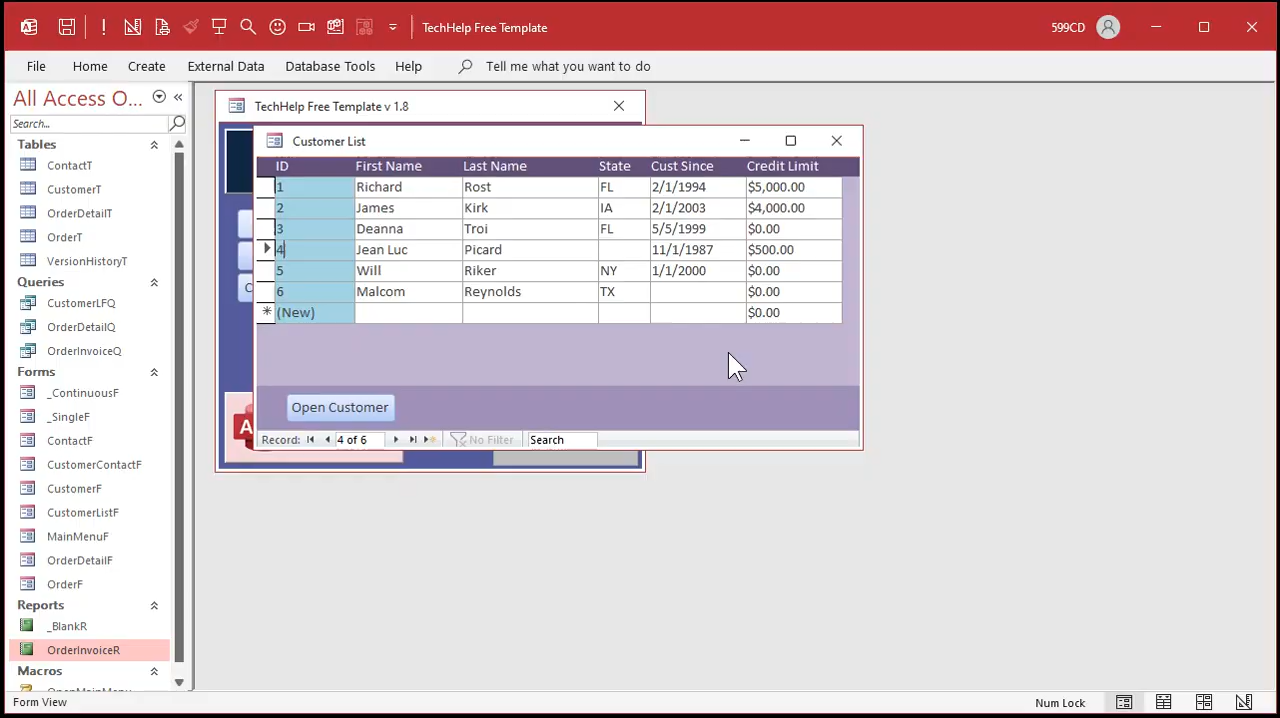 TechHelp Free Template
599CD
File Home Create External Data Database Tools Help Tell me what you want to do
All Access O... «
Search...
Tables
ContactT
CustomerT
OrderDetailT
OrderT
VersionHistoryT
Queries
CustomerLFQ
OrderDetailQ
OrderInvoiceQ
Forms
_ContinuousF
_SingleF
ContactF
CustomerContactF
CustomerF
CustomerListF
MainMenuF
OrderDetailF
OrderF
Reports
_BlankR
OrderInvoiceR
Macros
OpenMainMenu
TechHelp Free Template v 1.8
Customer List
ID First Name Last Name State Cust Since Credit Limit
1 Richard Rost FL 2/1/1994 $5,000.00
2 James Kirk IA 2/1/2003 $4,000.00
3 Deanna Troi FL 5/5/1999 $0.00
4 Jean Luc Picard 11/1/1987 $500.00
5 Will Riker NY 1/1/2000 $0.00
6 Malcom Reynolds TX $0.00
* (New) $0.00
C
Open Customer
A
Record: 4 of 6 No Filter Search
Form View
Num Lock